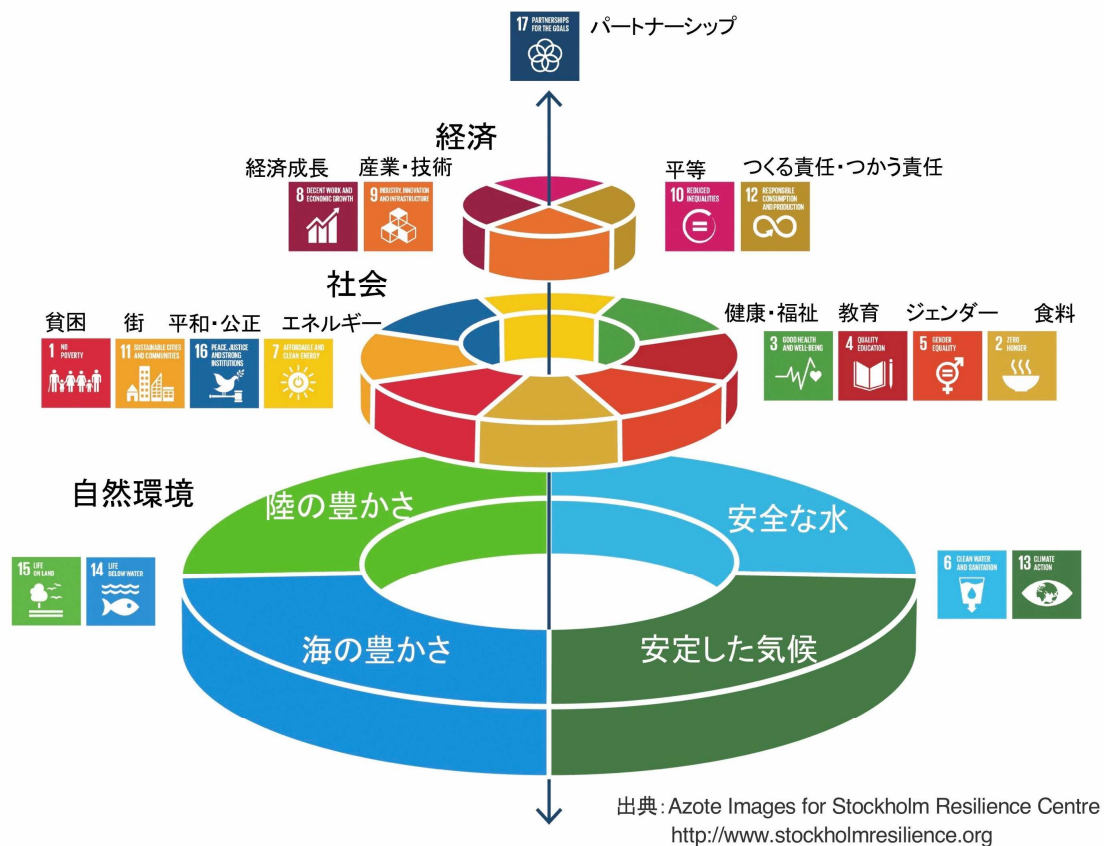 17 PARTNERSHIPS
FOR THE GOALS
パートナーシップ
経済
経済成長
産業・技術
平等
つくる責任・つかう責任
8 DECENT WORK AND
ECONOMIC GROWTH
9 INDUSTRY, INNOVATION
AND INFRASTRUCTURE
10 REDUCED
INEQUALITIES
12 RESPONSIBLE
CONSUMPTION
AND PRODUCTION
社会
貧困
街
平和・公正
エネルギー
健康・福祉
教育
ジェンダー
食料
1 NO
POVERTY
11 SUSTAINABLE CITIES
AND COMMUNITIES
16 PEACE, JUSTICE
AND STRONG
INSTITUTIONS
7 AFFORDABLE AND
CLEAN ENERGY
3 GOOD HEALTH
AND WELL-BEING
4 QUALITY
EDUCATION
5 GENDER
EQUALITY
2 ZERO
HUNGER
自然環境
陸の豊かさ
安全な水
15 LIFE
ON LAND
14 LIFE
BELOW WATER
6 CLEAN WATER
AND SANITATION
13 CLIMATE
ACTION
海の豊かさ
安定した気候
出典：Azote Images for Stockholm Resilience Centre
http://www.stockholmresilience.org